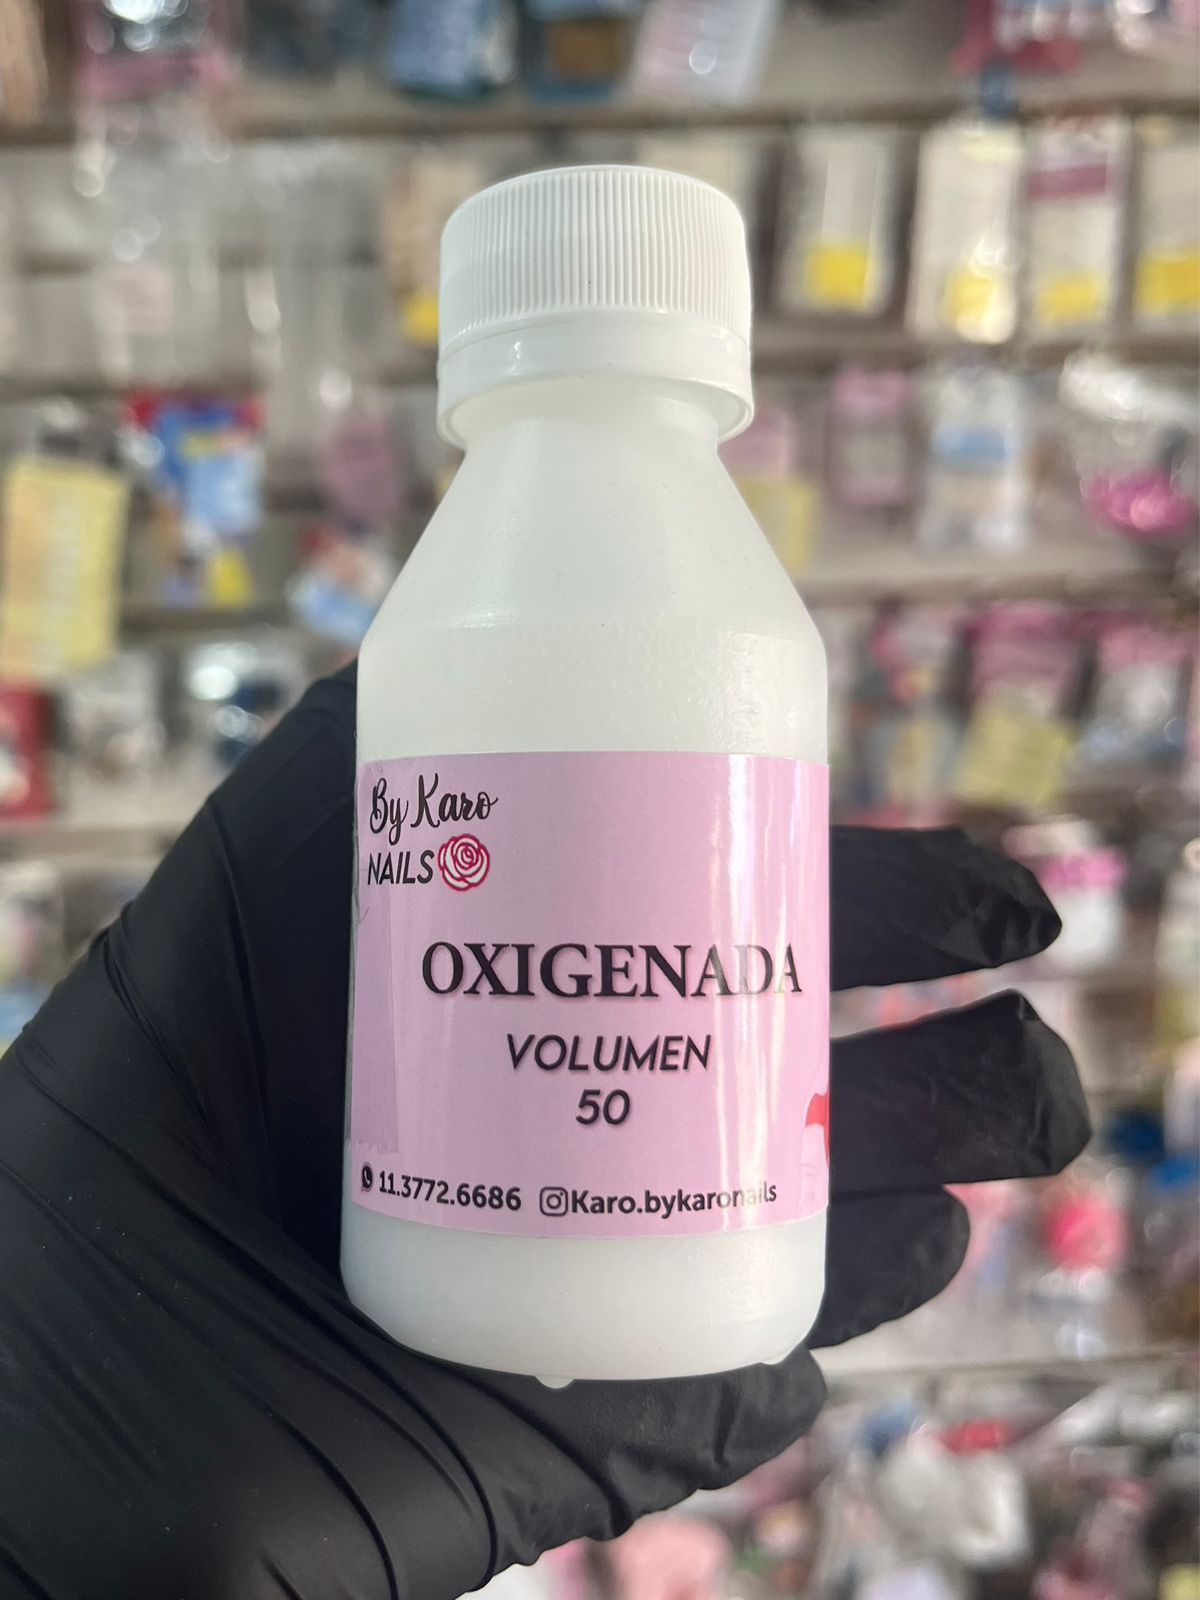 By Karo
NAILS
OXIGENADA
VOLUMEN
50
11.3772.6686 Karo.bykaronails